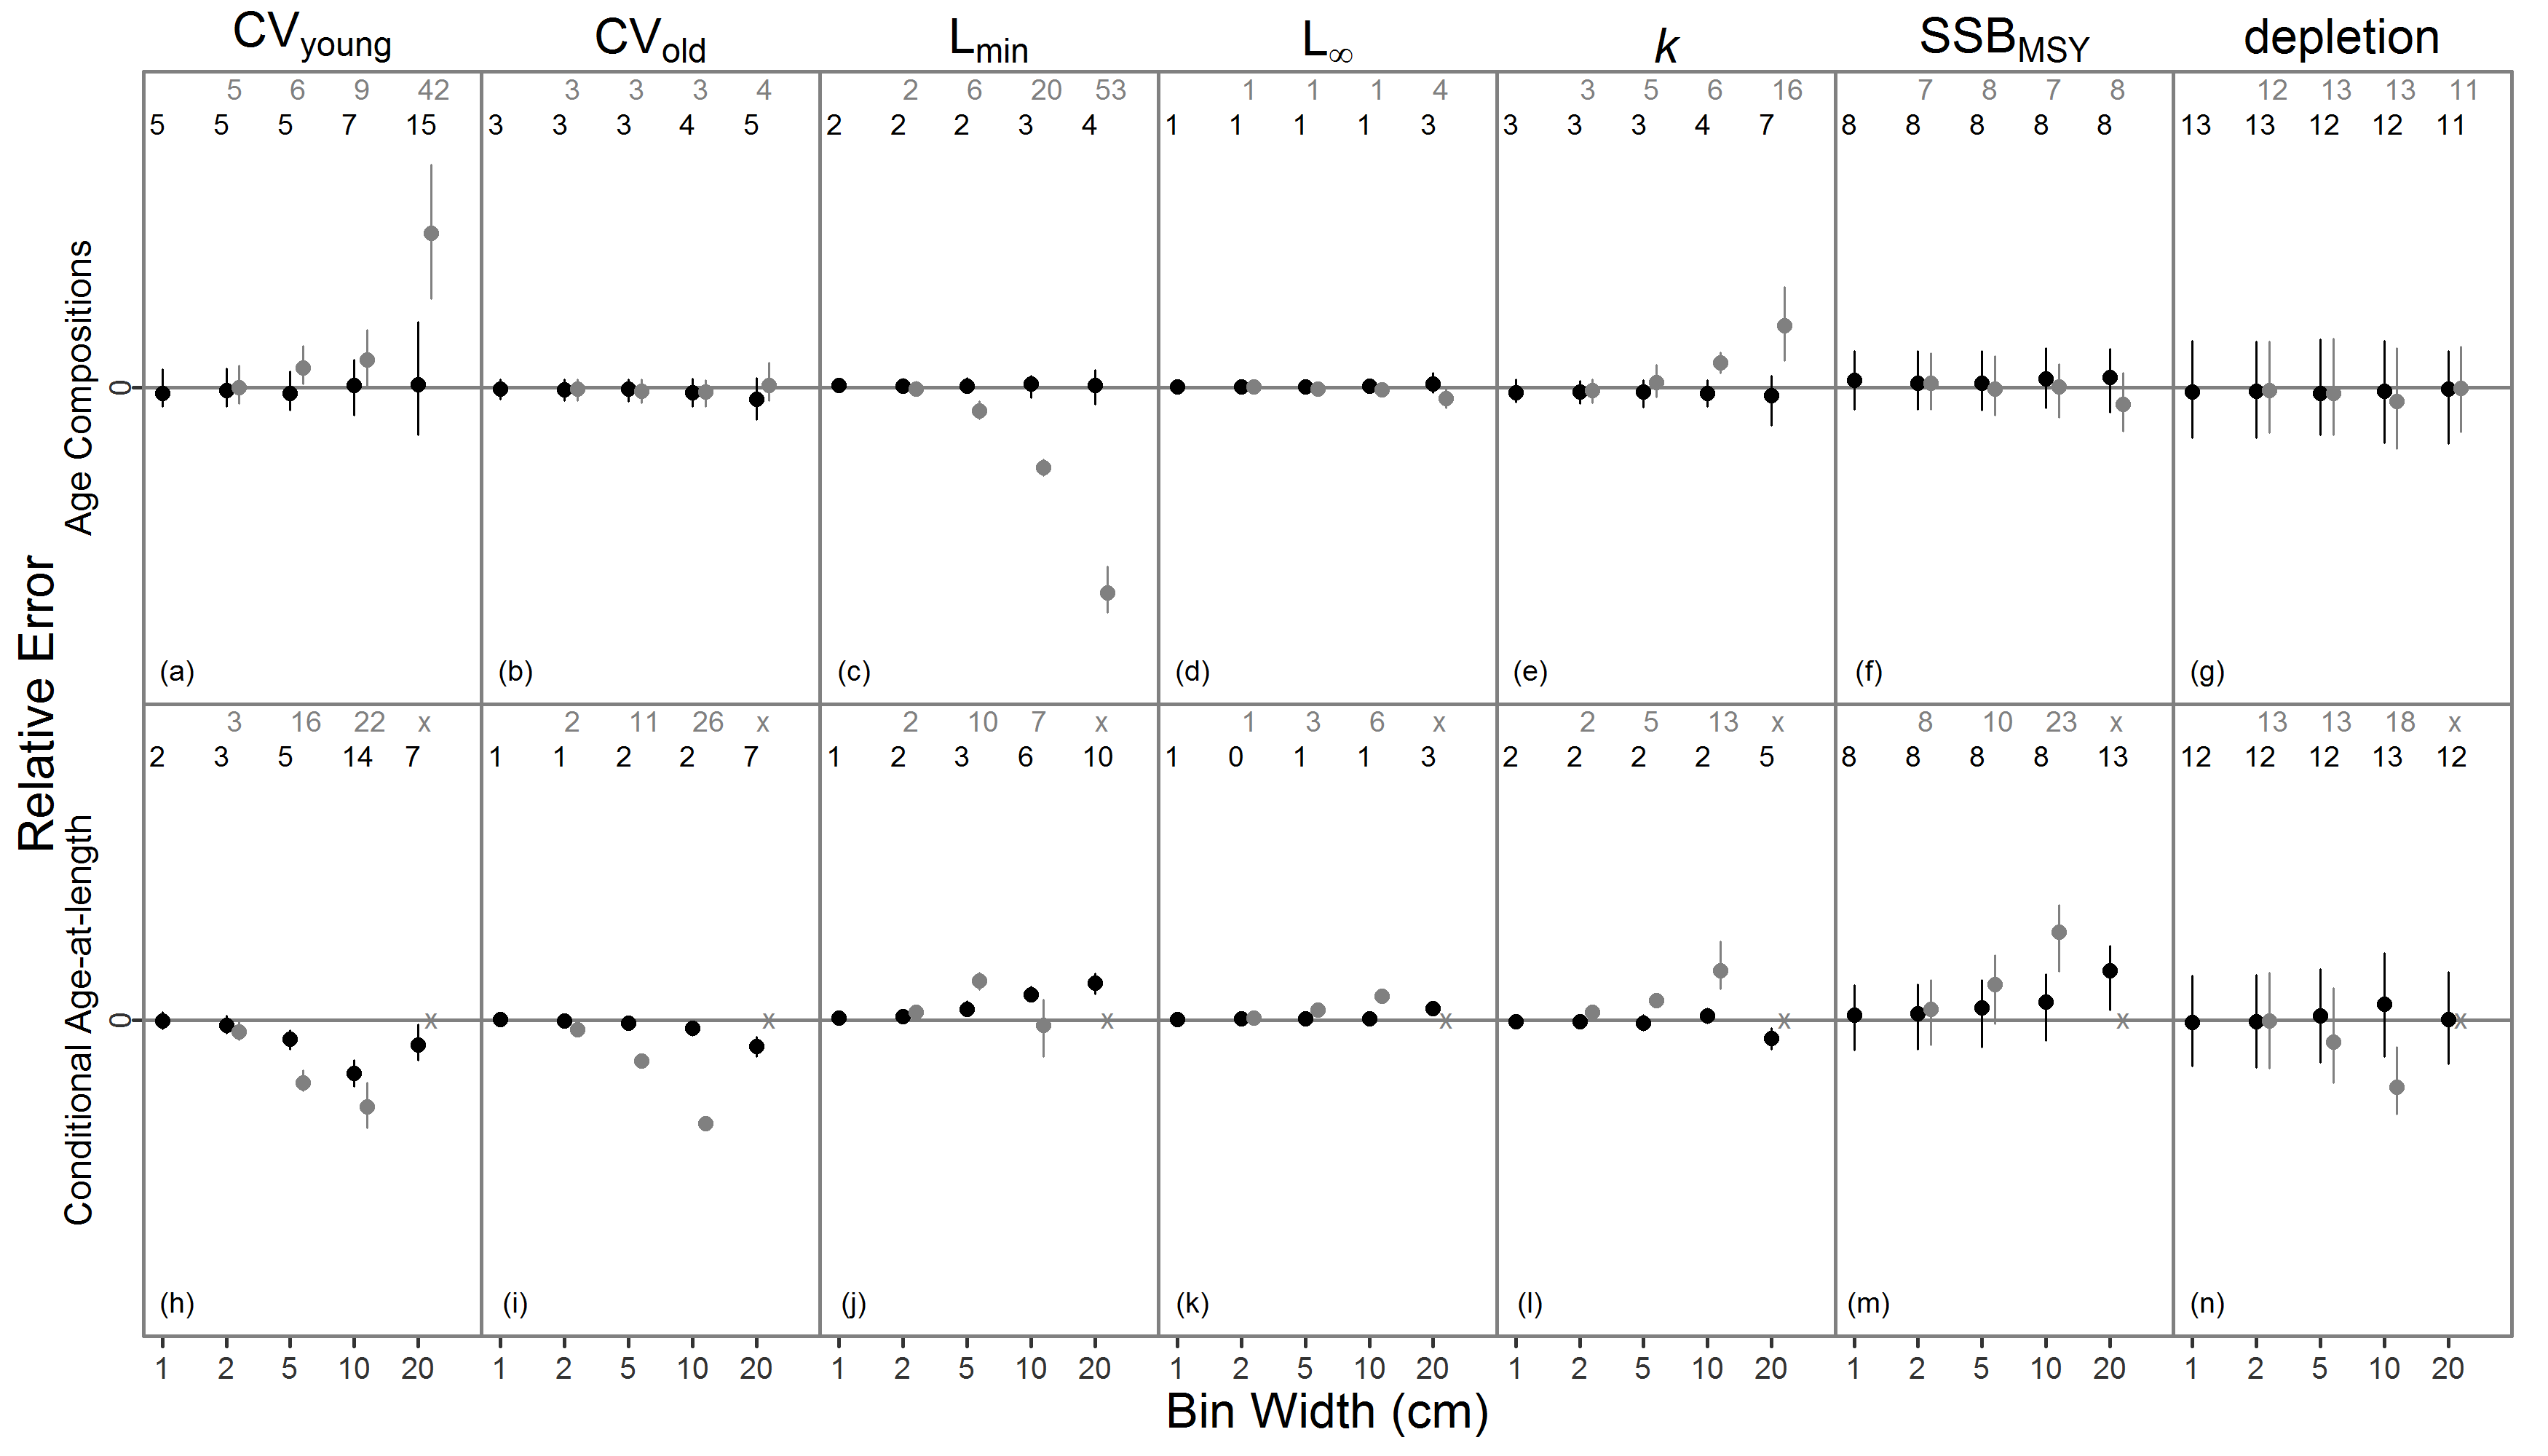 CVyoung CVold Lmin L∞ k SSBMSY depletion
5 6 9 42 3 3 3 4 2 6 20 53 1 1 1 4 3 5 6 16 7 8 7 8 12 13 13 11
5 5 5 7 15 3 3 3 4 5 2 2 2 3 4 1 1 1 1 3 3 3 3 4 7 8 8 8 8 8 13 13 12 12 11
Age Compositions
0
(a) (b) (c) (d) (e) (f) (g)
Relative Error
3 16 22 x 2 11 26 x 2 10 7 x 1 3 6 x 2 5 13 x 8 10 23 x 13 13 18 x
2 3 5 14 7 1 1 2 2 7 1 2 3 6 10 1 0 1 1 3 2 2 2 2 5 8 8 8 8 13 12 12 12 13 12
Conditional Age-at-length
0
x x x x x x x
(h) (i) (j) (k) (l) (m) (n)
1 2 5 10 20 1 2 5 10 20 1 2 5 10 20 1 2 5 10 20 1 2 5 10 20 1 2 5 10 20 1 2 5 10 20
Bin Width (cm)